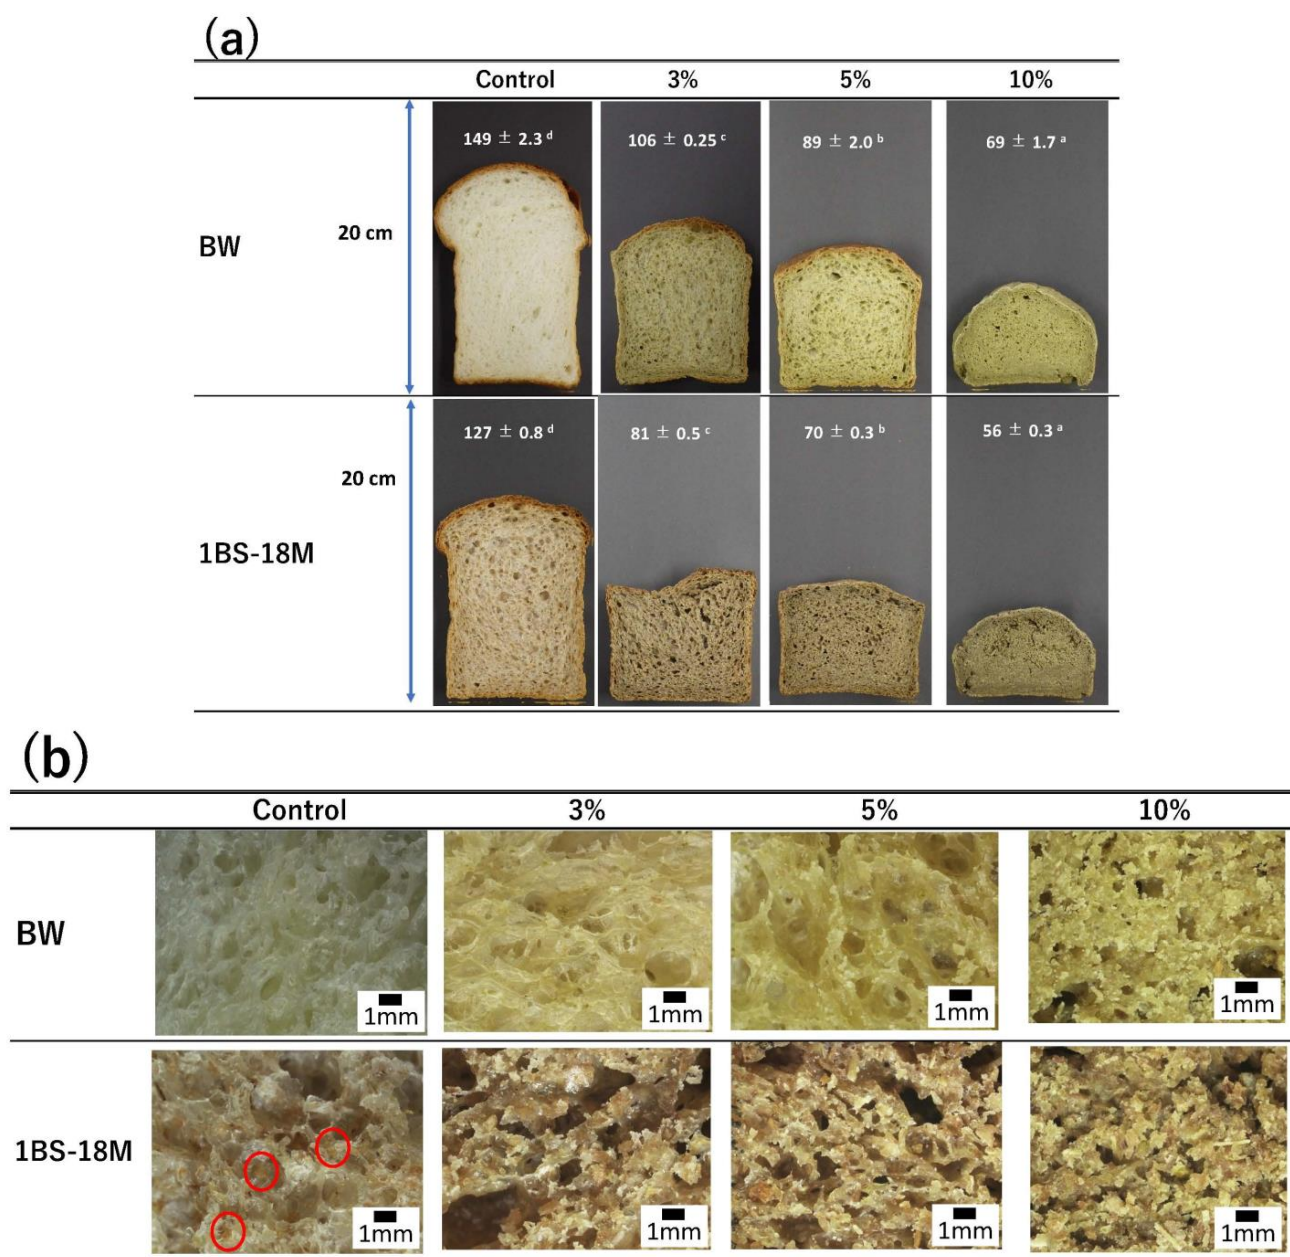 (a)
Control 3% 5% 10%
149 ± 2.3 d 106 ± 0.25 c 89 ± 2.0 b 69 ± 1.7 a
20 cm
BW
127 ± 0.8 d 81 ± 0.5 c 70 ± 0.3 b 56 ± 0.3 a
20 cm
1BS-18M
(b)
Control 3% 5% 10%
BW
1mm 1mm 1mm 1mm
1BS-18M
1mm 1mm 1mm 1mm